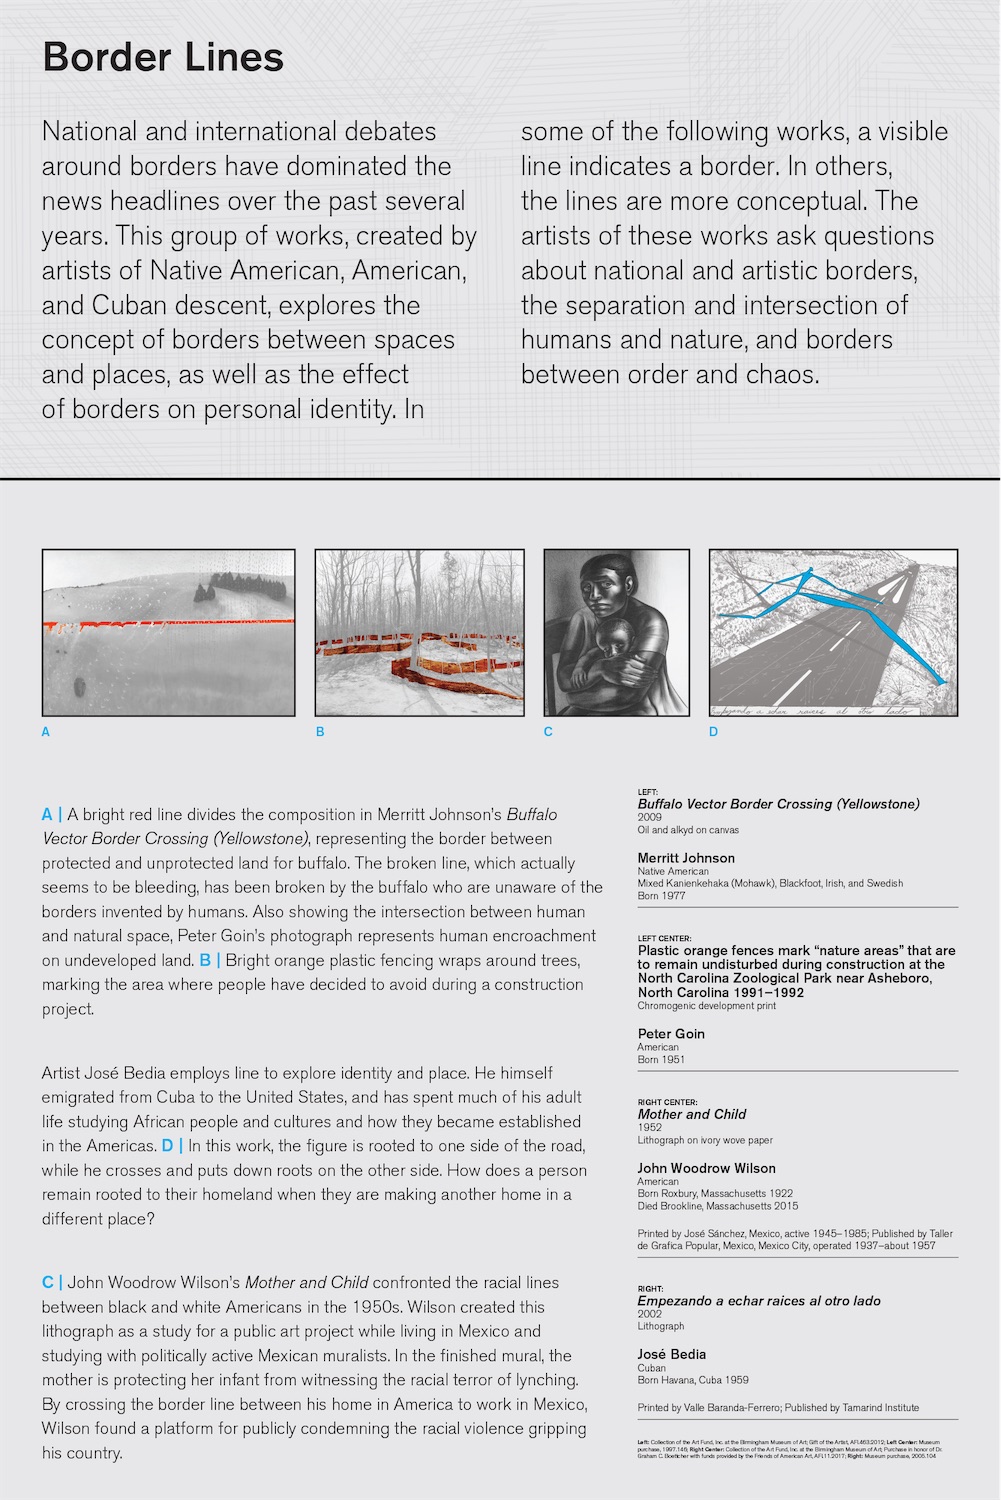 Border Lines
National and international debates
around borders have dominated the
news headlines over the past several
years. This group of works, created by
artists of Native American, American,
and Cuban descent, explores the
concept of borders between spaces
and places, as well as the effect
of borders on personal identity. In
some of the following works, a visible
line indicates a border. In others,
the lines are more conceptual. The
artists of these works ask questions
about national and artistic borders,
the separation and intersection of
humans and nature, and borders
between order and chaos.
Empezando a echar raices al otro lado
A
B
C
D
A | A bright red line divides the composition in Merritt Johnson's Buffalo
Vector Border Crossing (Yellowstone), representing the border between
protected and unprotected land for buffalo. The broken line, which actually
seems to be bleeding, has been broken by the buffalo who are unaware of the
borders invented by humans. Also showing the intersection between human
and natural space, Peter Goin's photograph represents human encroachment
on undeveloped land. B | Bright orange plastic fencing wraps around trees,
marking the area where people have decided to avoid during a construction
project.
Artist José Bedia employs line to explore identity and place. He himself
emigrated from Cuba to the United States, and has spent much of his adult
life studying African people and cultures and how they became established
in the Americas. D | In this work, the figure is rooted to one side of the road,
while he crosses and puts down roots on the other side. How does a person
remain rooted to their homeland when they are making another home in a
different place?
C | John Woodrow Wilson's Mother and Child confronted the racial lines
between black and white Americans in the 1950s. Wilson created this
lithograph as a study for a public art project while living in Mexico and
studying with politically active Mexican muralists. In the finished mural, the
mother is protecting her infant from witnessing the racial terror of lynching.
By crossing the border line between his home in America to work in Mexico,
Wilson found a platform for publicly condemning the racial violence gripping
his country.
LEFT:
Buffalo Vector Border Crossing (Yellowstone)
2009
Oil and alkyd on canvas
Merritt Johnson
Native American
Mixed Kanienkehaka (Mohawk), Blackfoot, Irish, and Swedish
Born 1977
LEFT CENTER:
Plastic orange fences mark “nature areas” that are
to remain undisturbed during construction at the
North Carolina Zoological Park near Asheboro,
North Carolina 1991–1992
Chromogenic development print
Peter Goin
American
Born 1951
RIGHT CENTER:
Mother and Child
1952
Lithograph on ivory wove paper
John Woodrow Wilson
American
Born Roxbury, Massachusetts 1922
Died Brookline, Massachusetts 2015
Printed by José Sánchez, Mexico, active 1945–1985; Published by Taller
de Grafica Popular, Mexico, Mexico City, operated 1937–about 1957
RIGHT:
Empezando a echar raices al otro lado
2002
Lithograph
José Bedia
Cuban
Born Havana, Cuba 1959
Printed by Valle Baranda-Ferrero; Published by Tamarind Institute
Left: Collection of the Art Fund, Inc. at the Birmingham Museum of Art; Gift of the Artist, AFI.463.2012; Left Center: Museum
purchase, 1997.146; Right Center: Collection of the Art Fund, Inc. at the Birmingham Museum of Art; Purchase in honor of Dr.
Graham C. Boettcher with funds provided by the Friends of American Art, AFI.11.2017; Right: Museum purchase, 2005.104